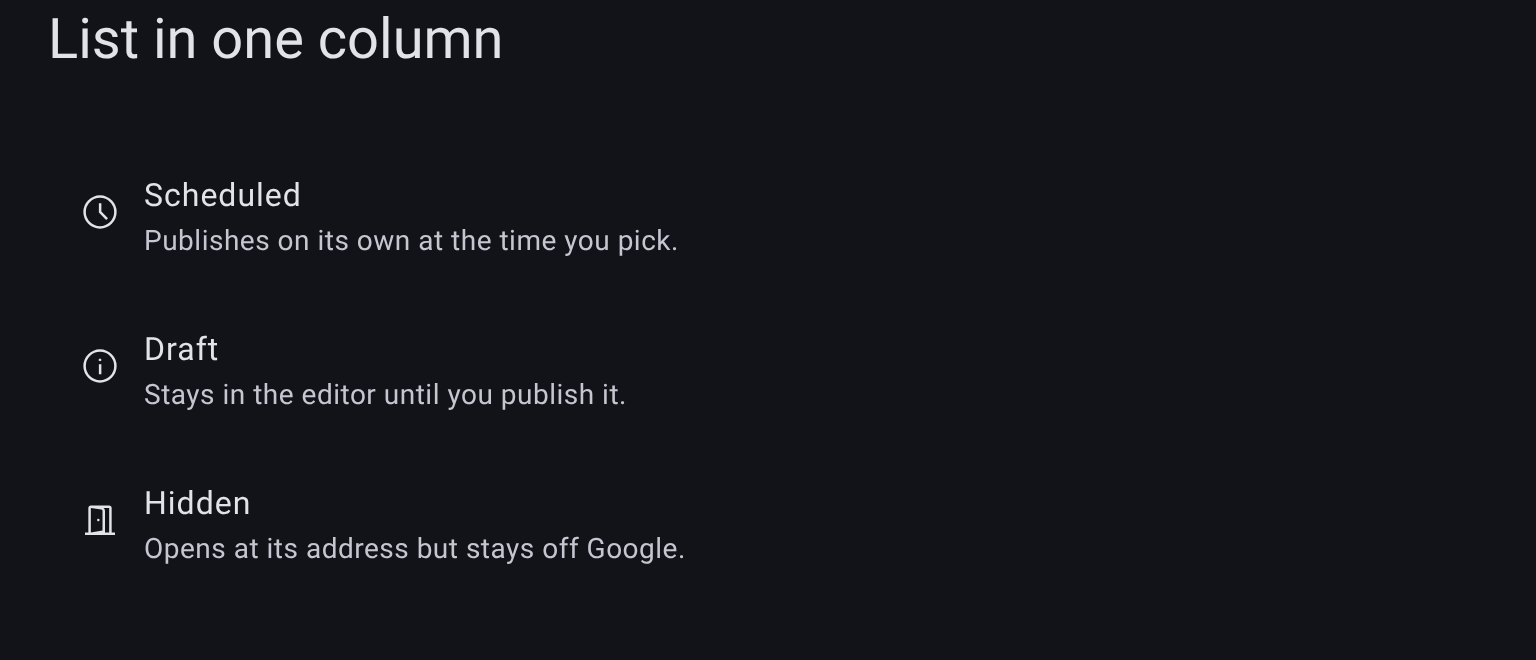 List in one column
Scheduled
Publishes on its own at the time you pick.
Draft
Stays in the editor until you publish it.
Hidden
Opens at its address but stays off Google.